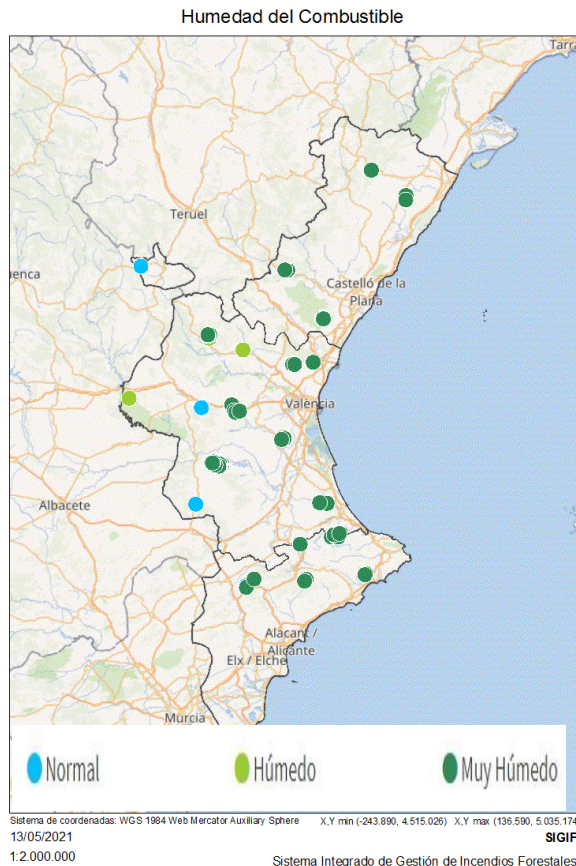 Humedad del Combustible
Tarra
Teruel
uenca
Castelló de la
Plana
València
Albacete
Alacant /
Alicante
Elx / Elche
Murcia
Normal
Húmedo
Muy Húmedo
Sistema de coordenadas: WGS 1984 Web Mercator Auxiliary Sphere X,Y min (-243.890, 4.515.026) X,Y max (136.590, 5.035.174
13/05/2021
SIGIF
1:2.000.000
Sistema Integrado de Gestión de Incendios Forestales